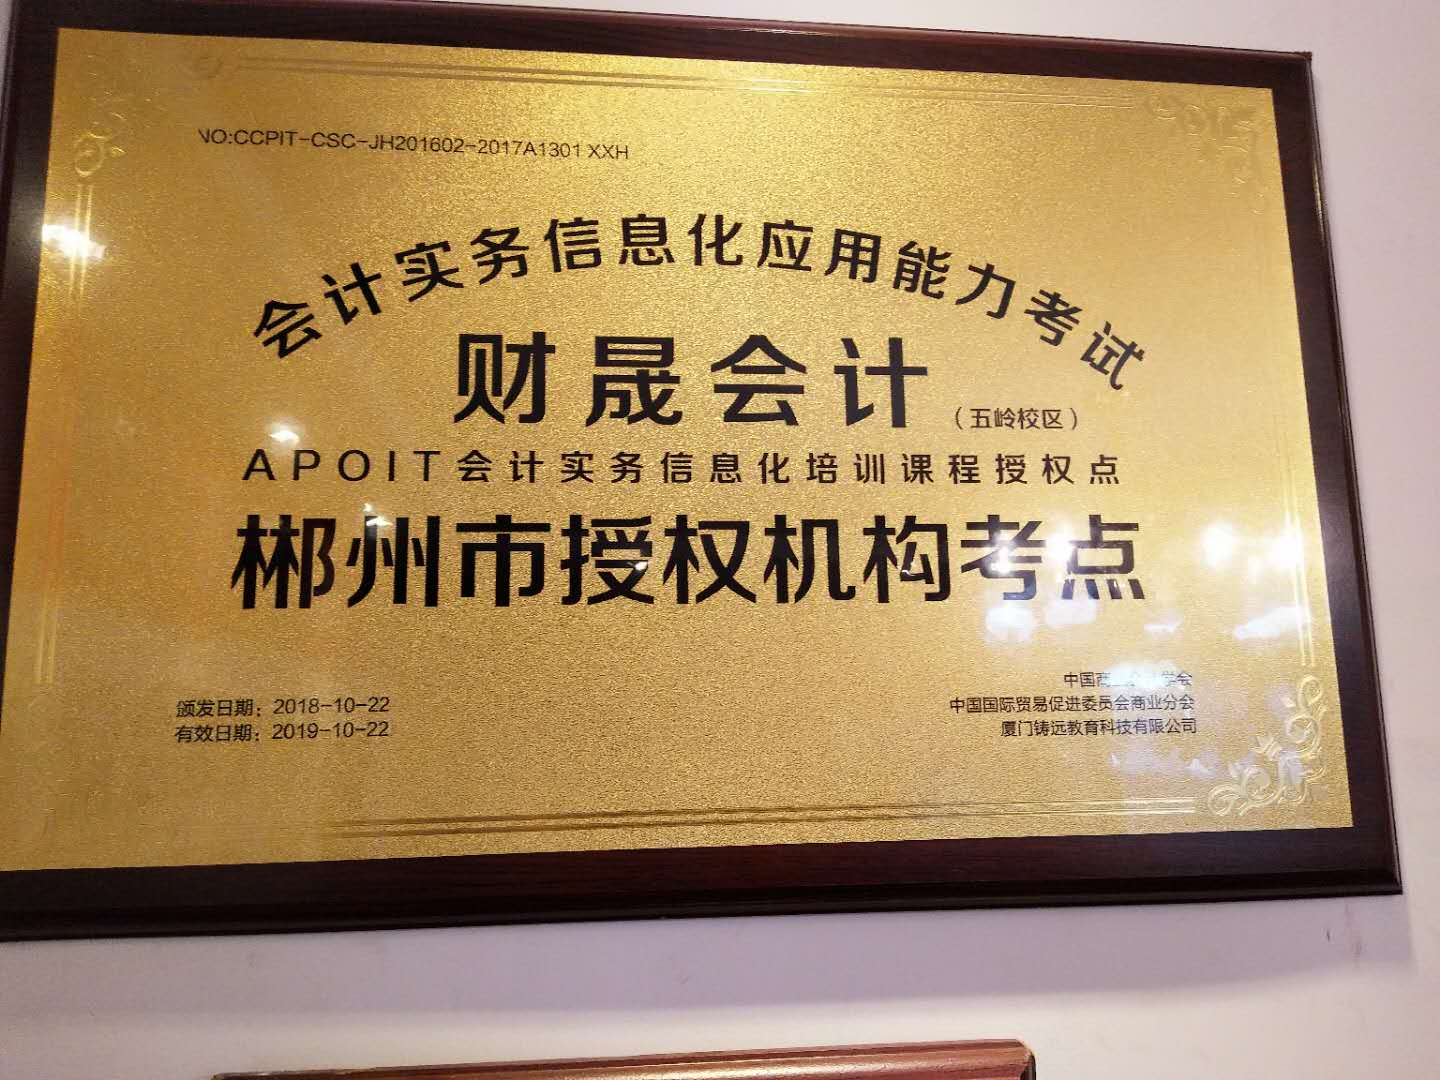 NO:CCPIT-CSC-JH201602-2017A1301 XXH
会计实务信息化应用能力考试
财晟会计
（五岭校区）
APOIT会计实务信息化培训课程授权点
郴州市授权机构考点
颁发日期：2018-10-22
有效日期：2019-10-22
中国商 学会
中国国际贸易促进委员会商业分会
厦门铸远教育科技有限公司